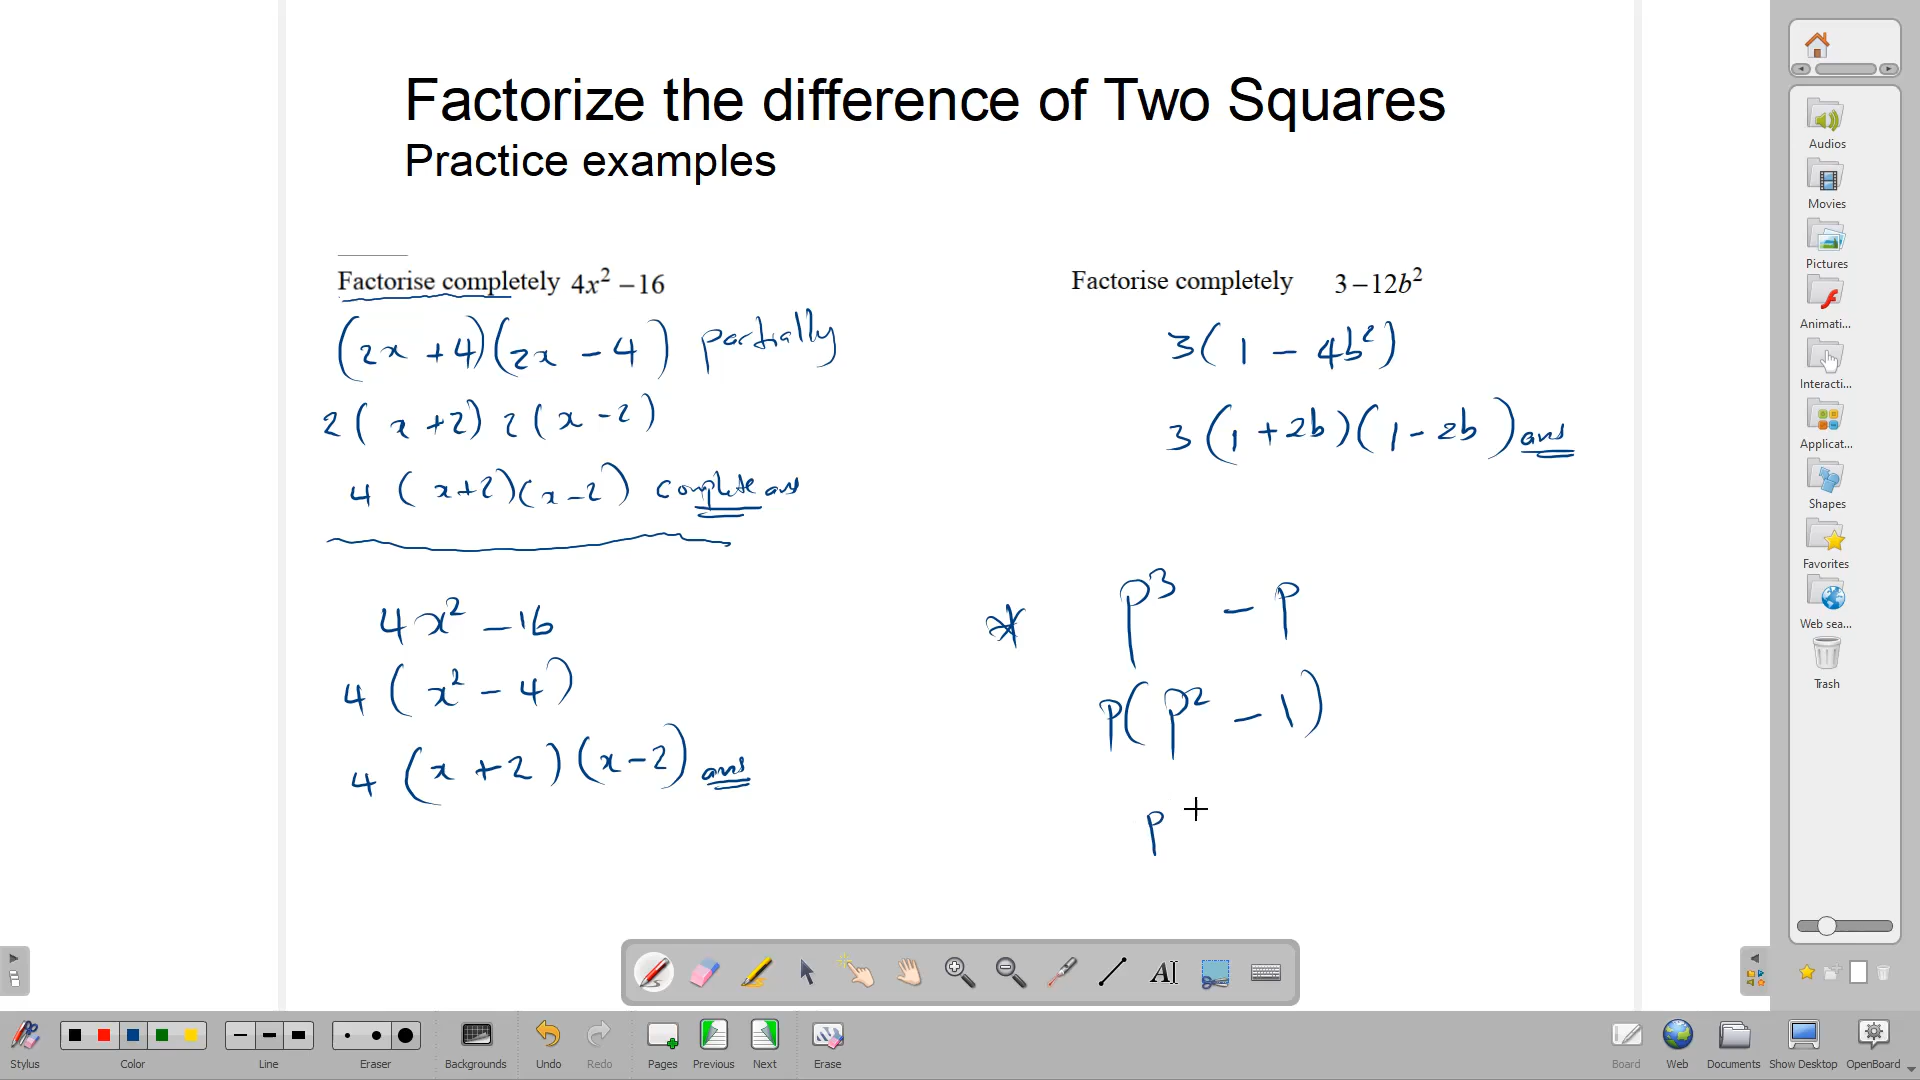 Factorize the difference of Two Squares
Practice examples
Factorise completely 4x² – 16
(2x + 4)(2x – 4) partially
2(x + 2) 2(x – 2)
4 (x + 2)(x – 2) complete ans
4x² – 16
4 (x² – 4)
4 (x + 2)(x – 2) ans
Factorise completely 3 – 12b²
3(1 – 4b²)
3(1 + 2b)(1 – 2b) ans
* p³ – p
p(p² – 1)
p
Audios
Movies
Pictures
Animati...
Interacti...
Applicat...
Shapes
Favorites
Web sea...
Trash
Stylus
Color
Line
Eraser
Backgrounds
Undo
Redo
Pages
Previous
Next
Erase
Board
Web
Documents
Show Desktop
OpenBoard